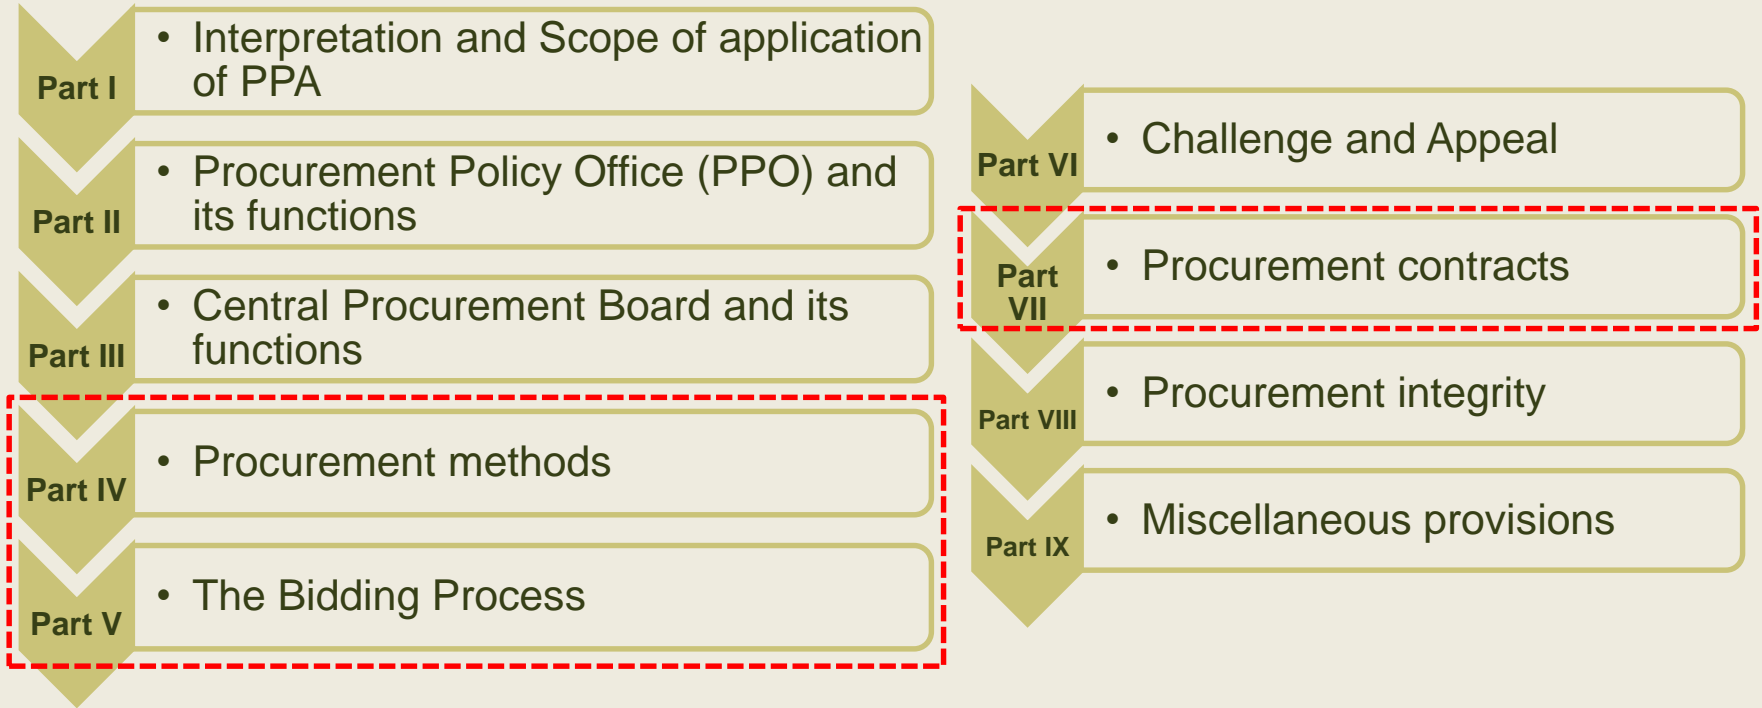 Part I
• Interpretation and Scope of application
of PPA
Part II
• Procurement Policy Office (PPO) and
its functions
Part III
• Central Procurement Board and its
functions
Part IV
• Procurement methods
Part V
• The Bidding Process
Part VI
• Challenge and Appeal
Part
VII
• Procurement contracts
Part VIII
• Procurement integrity
Part IX
• Miscellaneous provisions